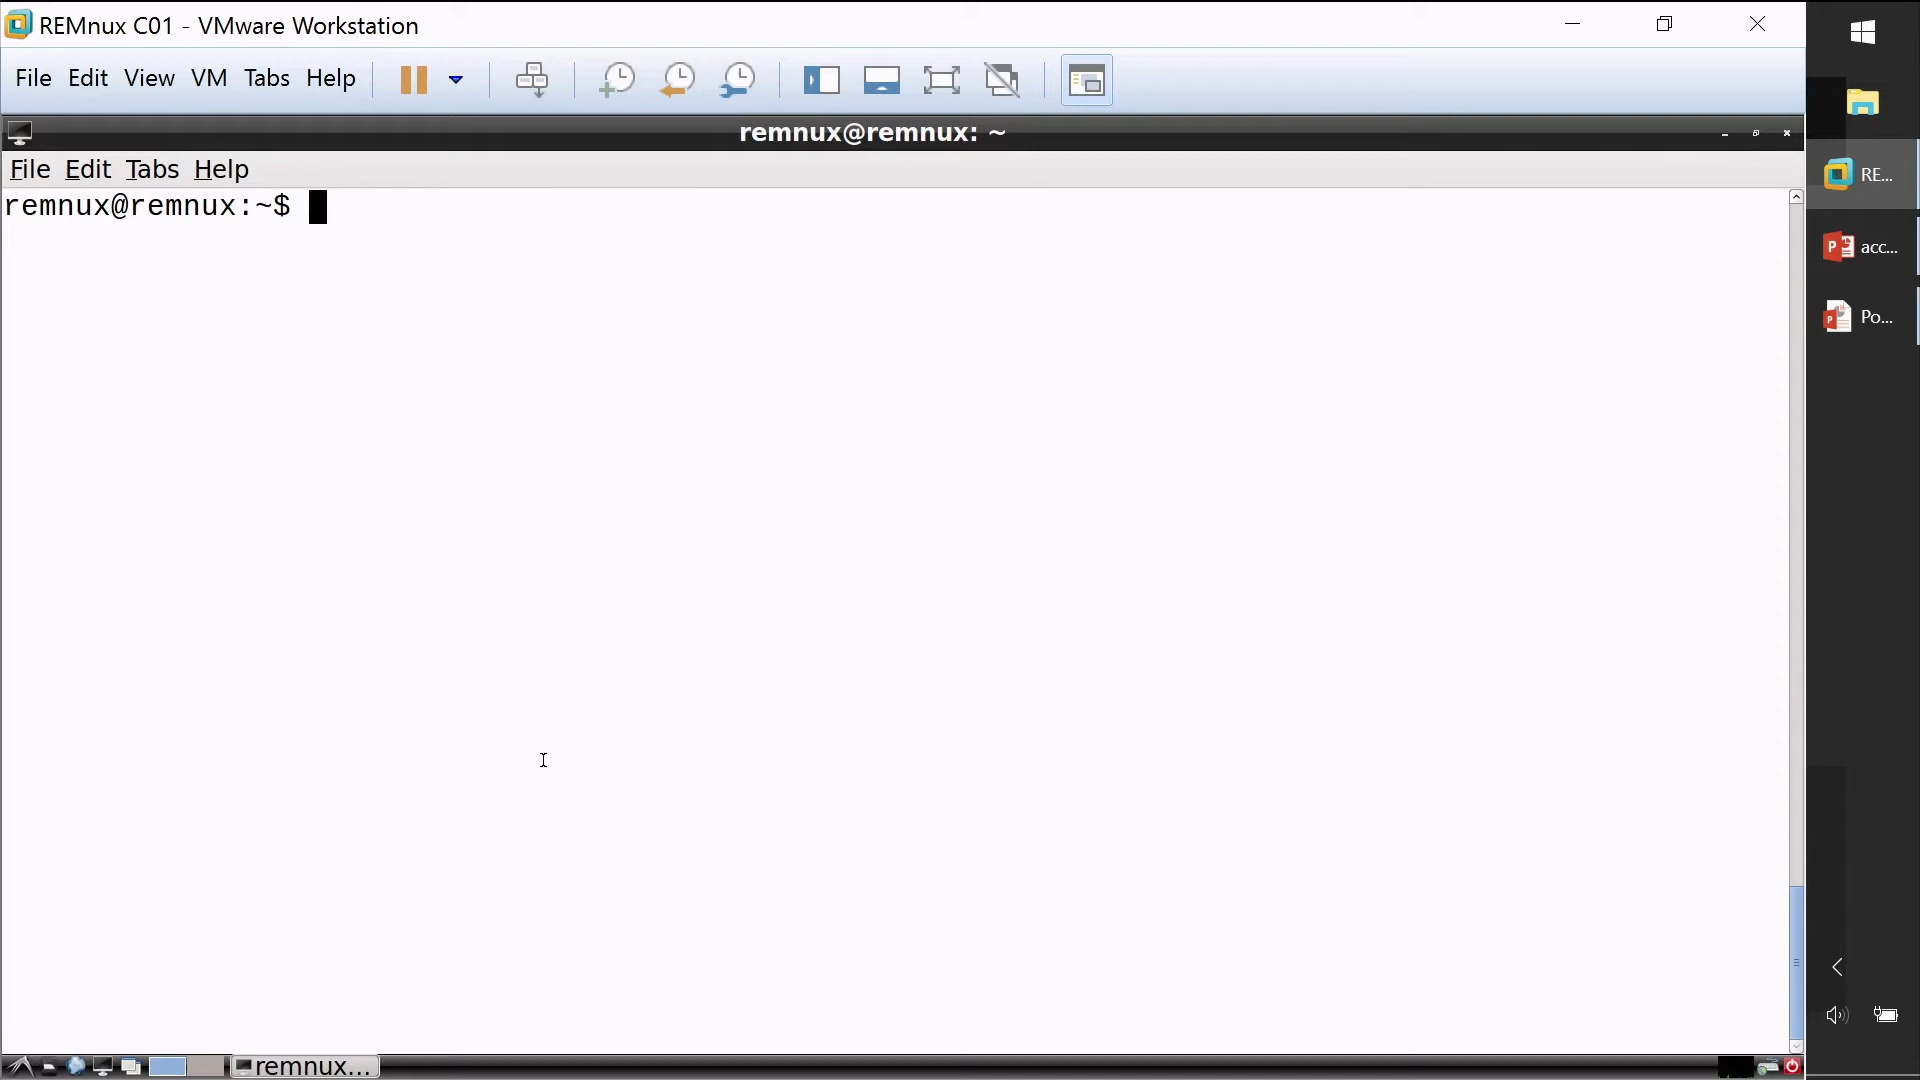 REMnux C01 - VMware Workstation
File Edit View VM Tabs Help
remnux@remnux: ~
File Edit Tabs Help
remnux@remnux:~$
RE...
acc...
Po...
remnux...